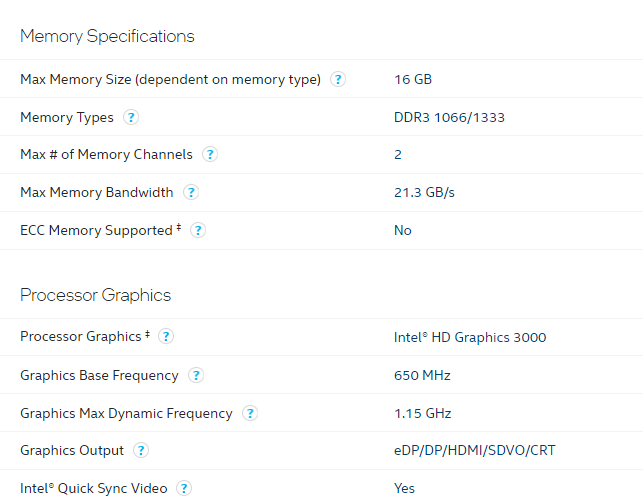 Memory Specifications
Max Memory Size (dependent on memory type) ? 16 GB
Memory Types ? DDR3 1066/1333
Max # of Memory Channels ? 2
Max Memory Bandwidth ? 21.3 GB/s
ECC Memory Supported ‡ ? No
Processor Graphics
Processor Graphics ‡ ? Intel® HD Graphics 3000
Graphics Base Frequency ? 650 MHz
Graphics Max Dynamic Frequency ? 1.15 GHz
Graphics Output ? eDP/DP/HDMI/SDVO/CRT
Intel® Quick Sync Video ? Yes